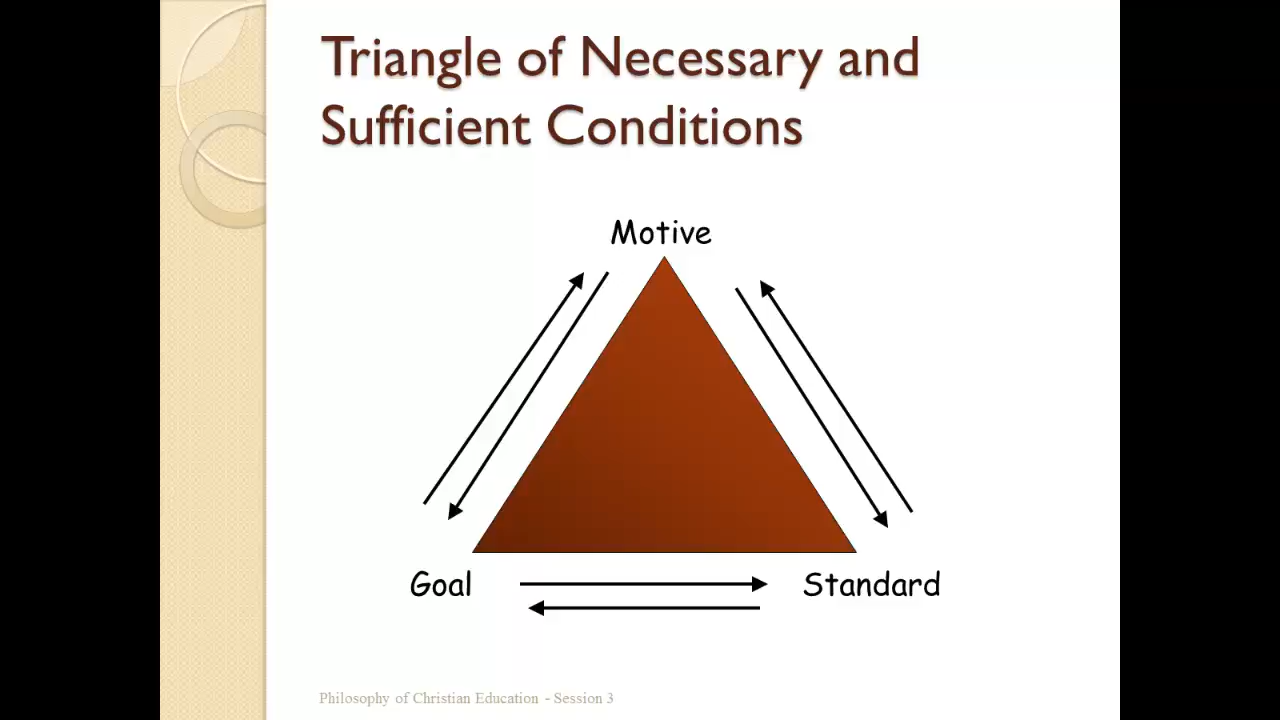 Triangle of Necessary and
Sufficient Conditions
Motive
Goal
Standard
Philosophy of Christian Education - Session 3